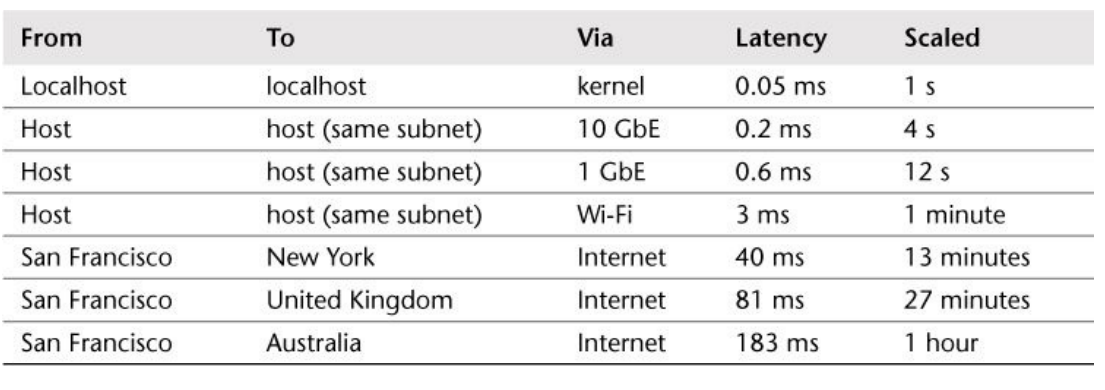 From To Via Latency Scaled
Localhost localhost kernel 0.05 ms 1 s
Host host (same subnet) 10 GbE 0.2 ms 4 s
Host host (same subnet) 1 GbE 0.6 ms 12 s
Host host (same subnet) Wi-Fi 3 ms 1 minute
San Francisco New York Internet 40 ms 13 minutes
San Francisco United Kingdom Internet 81 ms 27 minutes
San Francisco Australia Internet 183 ms 1 hour